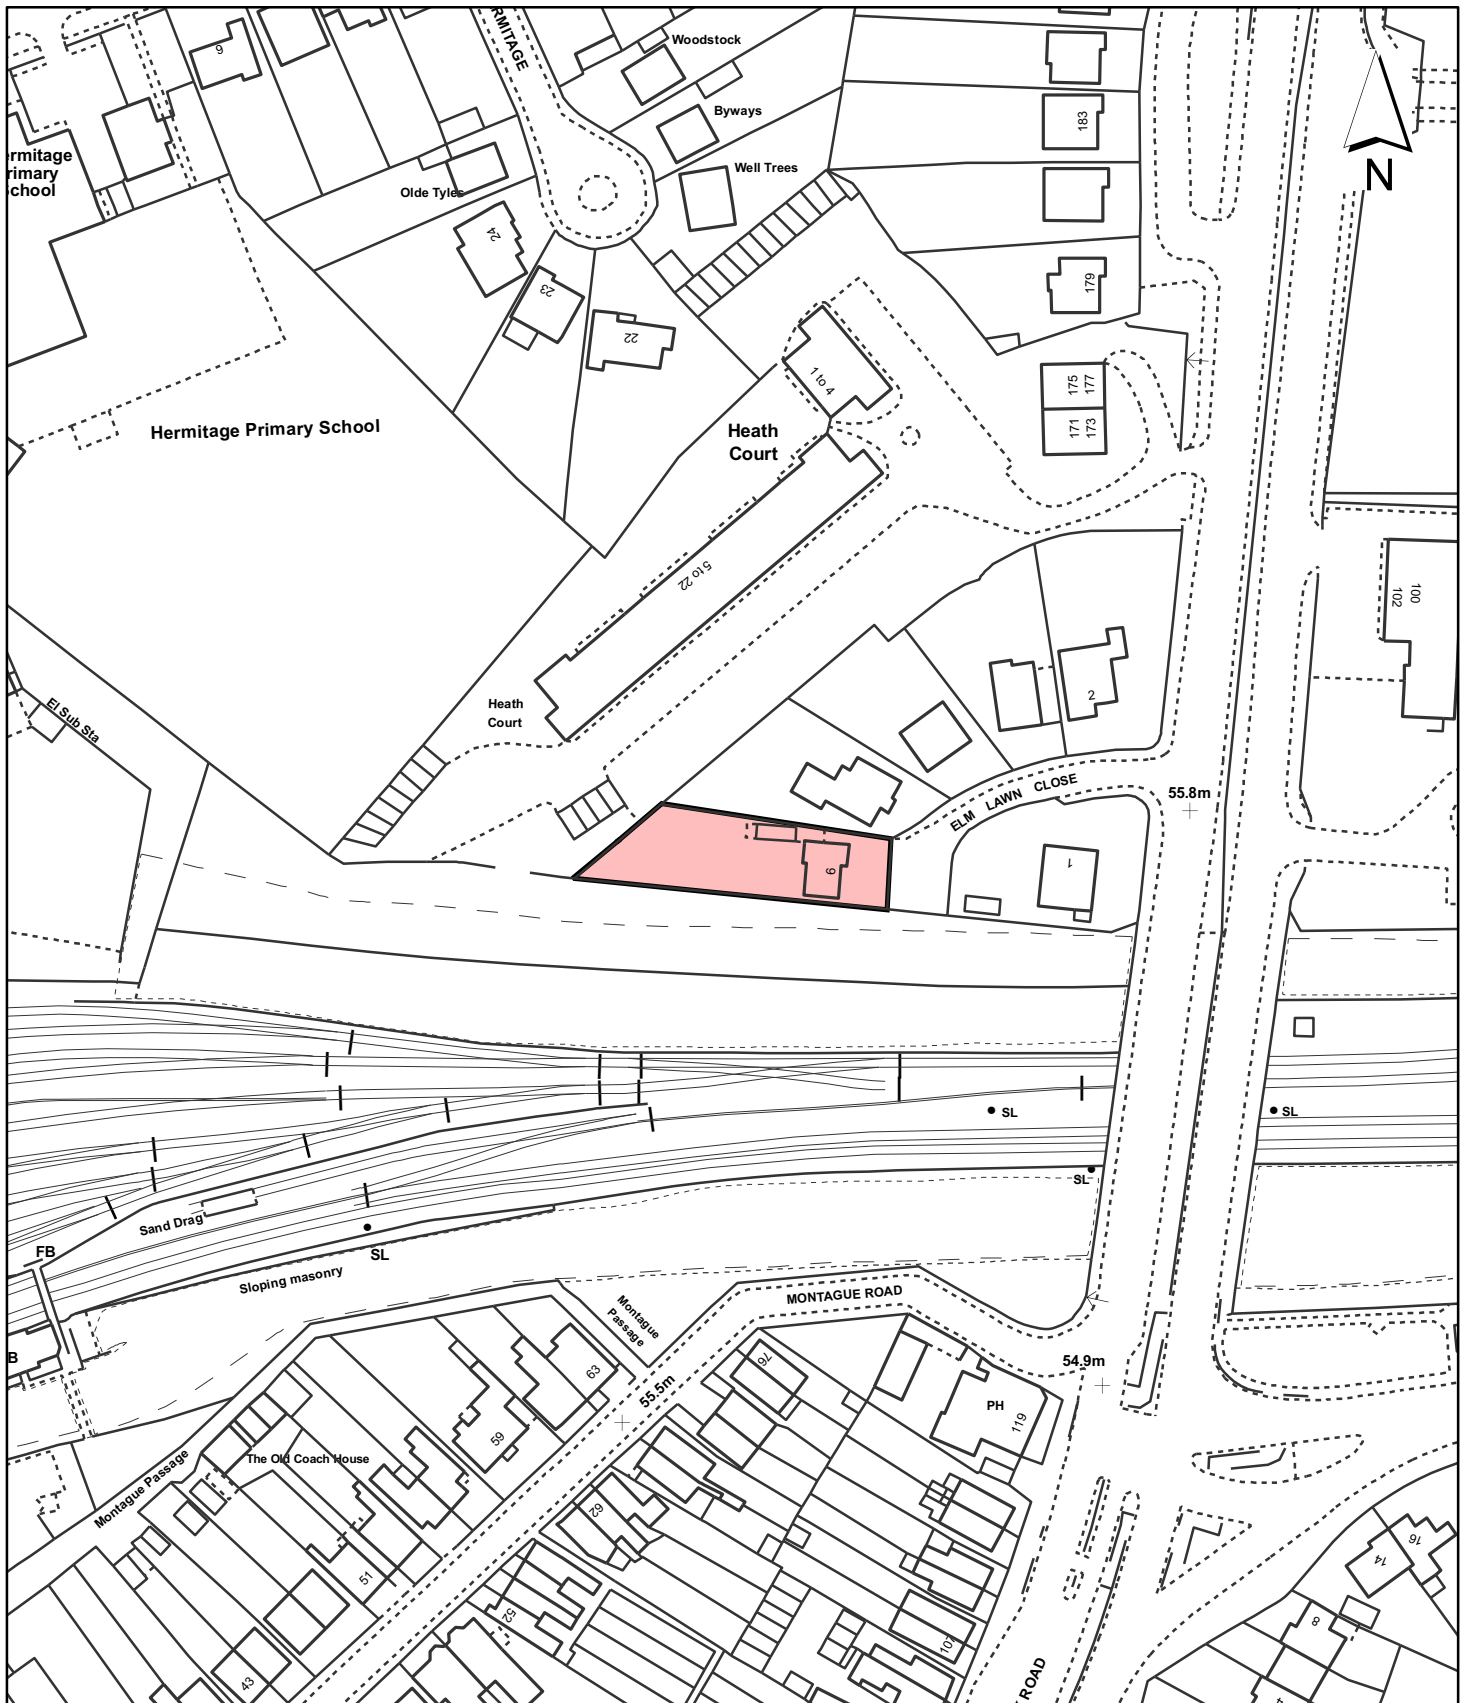 RMITAGE
Woodstock
6
Byways
183
N
ermitage
rimary
School
Well Trees
Olde Tyles
24
23
22
179
1 to 4
175
177
171
173
Hermitage Primary School
Heath
Court
5 to 22
100
102
El Sub Sta
Heath
Court
2
ELM LAWN CLOSE
55.8m
6
1
SL
SL
SL
Sand Drag
SL
FB
Sloping masonry
MONTAGUE ROAD
Montague
Passage
B
54.9m
76
63
55.5m
PH
119
59
The Old Coach House
Montague Passage
62
16
14
51
52
8
107
43
ROAD